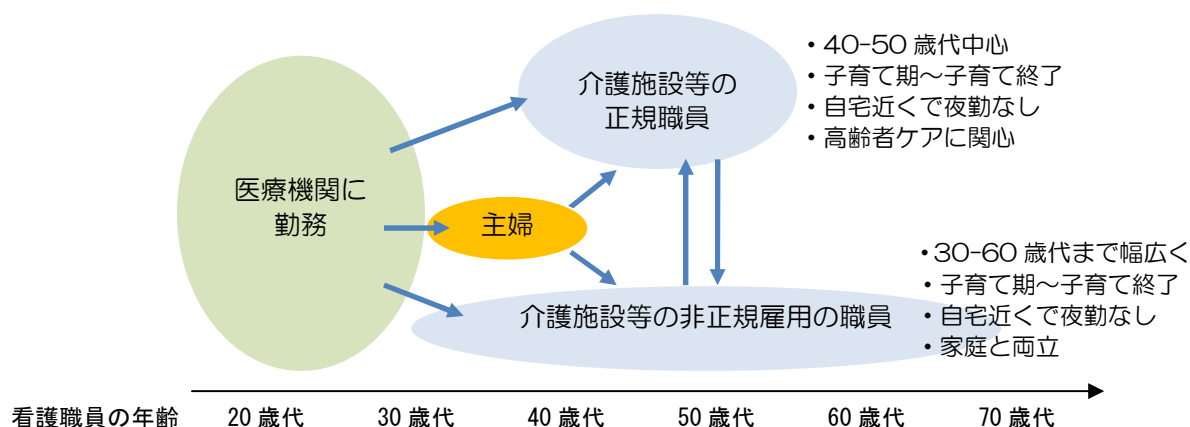 介護施設等の
正規職員
・40-50 歳代中心
・子育て期～子育て終了
・自宅近くで夜勤なし
・高齢者ケアに関心
医療機関に
勤務
主婦
介護施設等の非正規雇用の職員
・30-60 歳代まで幅広く
・子育て期～子育て終了
・自宅近くで夜勤なし
・家庭と両立
看護職員の年齢 20 歳代 30 歳代 40 歳代 50 歳代 60 歳代 70 歳代